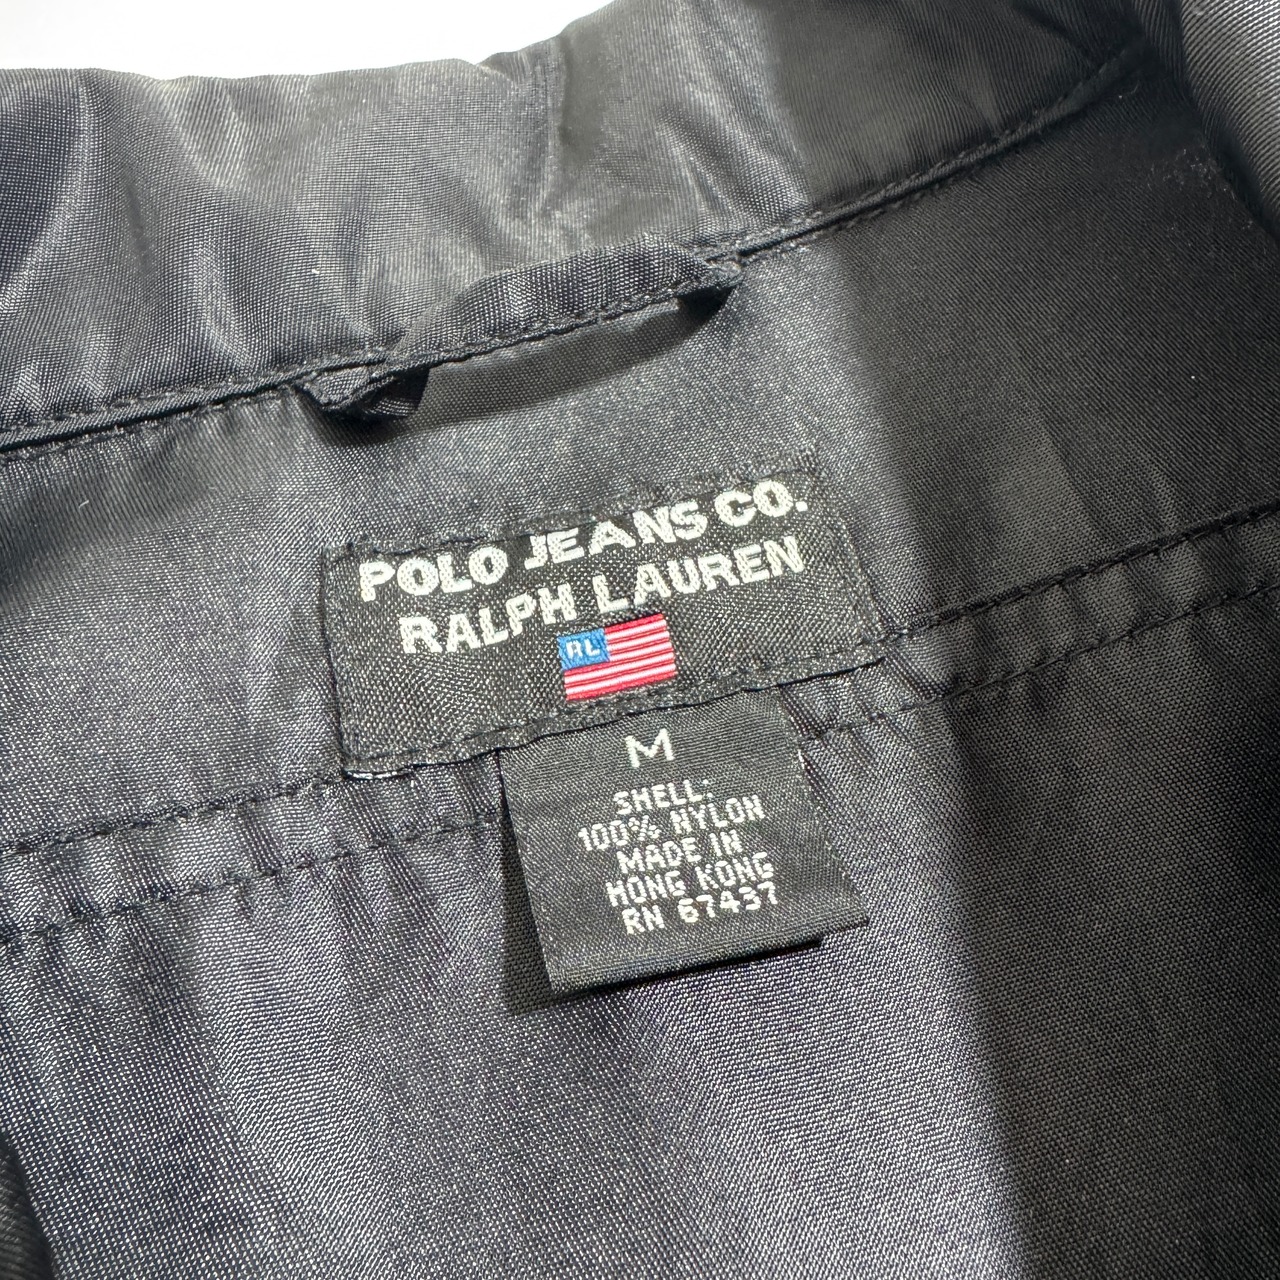 POLO JEANS CO.
RALPH LAUREN
RL
M
SHELL:
100% NYLON
MADE IN
HONG KONG
RN 67437